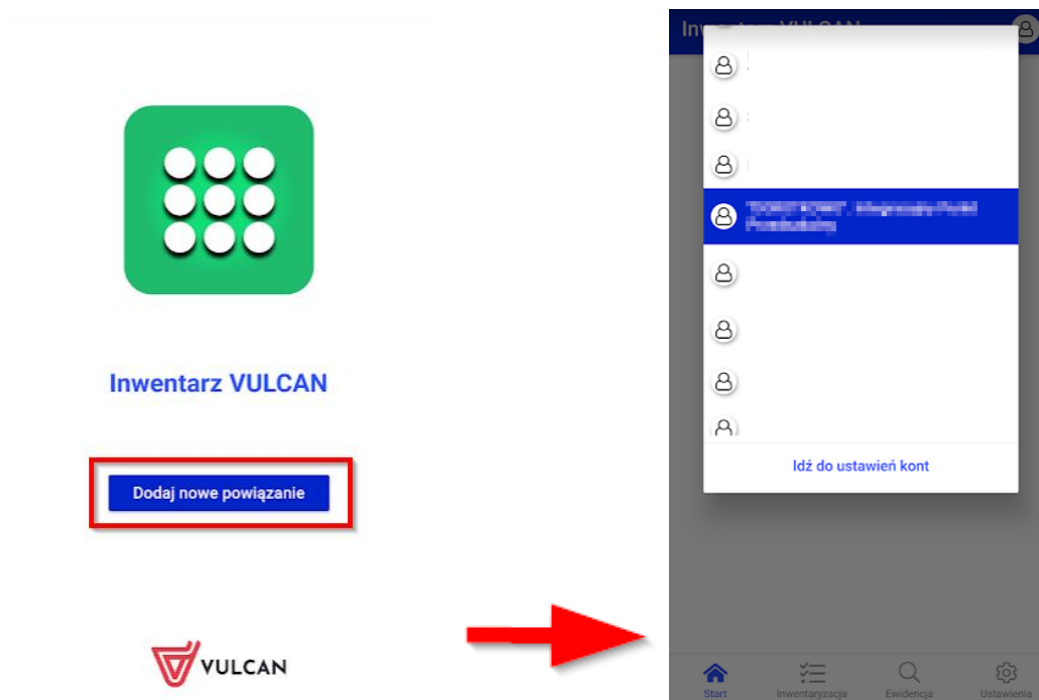 Inwentarz VULCAN
Dodaj nowe powiązanie
VULCAN
Idź do ustawień kont
Start
Inwentaryzacja
Ewidencja
Ustawienia